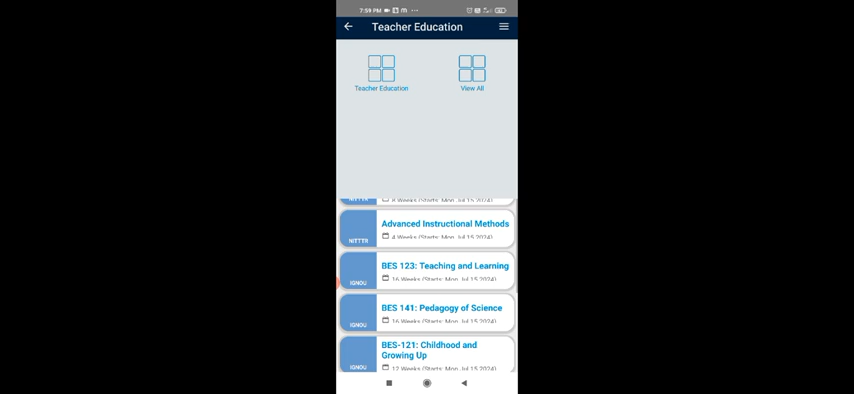 7:59 PM
Teacher Education
Teacher Education
View All
NITTTR
8 Weeks (Starts: Mon Jul 15 2024)
Advanced Instructional Methods
NITTTR
4 Weeks (Starts: Mon Jul 15 2024)
BES 123: Teaching and Learning
IGNOU
16 Weeks (Starts: Mon Jul 15 2024)
BES 141: Pedagogy of Science
IGNOU
16 Weeks (Starts: Mon Jul 15 2024)
BES-121: Childhood and
Growing Up
IGNOU
12 Weeks (Starts: Mon Jul 15 2024)